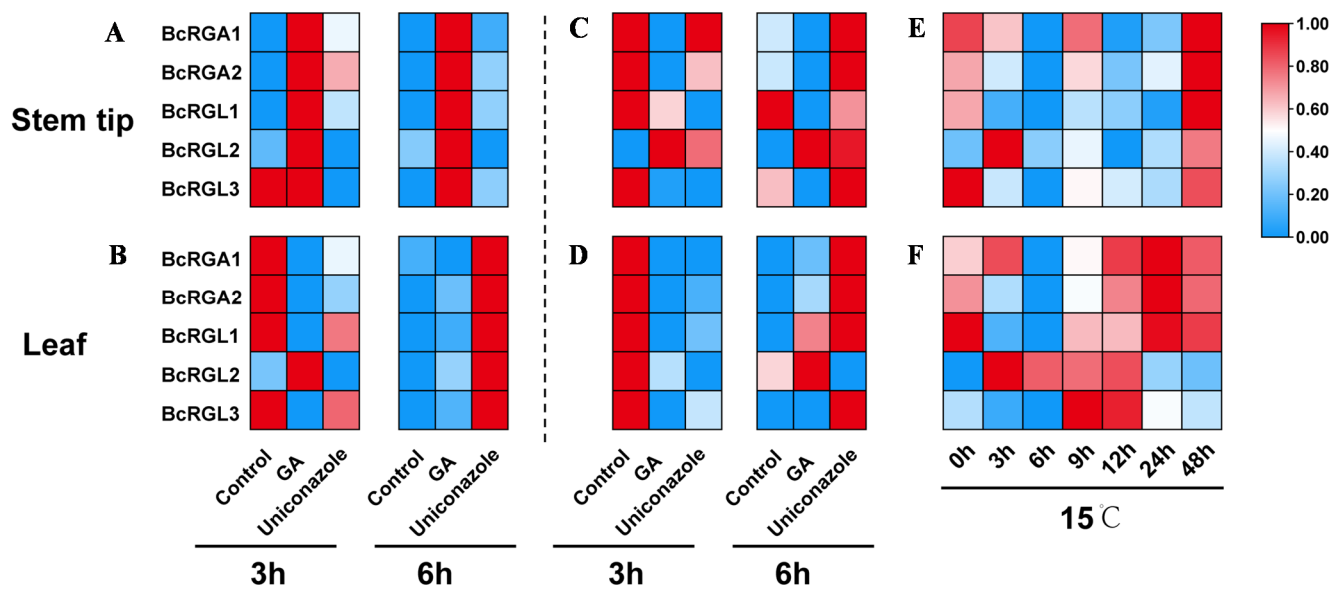 A
C
E
Stem tip
BcRGA1
BcRGA2
BcRGL1
BcRGL2
BcRGL3
1.00
0.80
0.60
0.40
0.20
0.00
B
D
F
Leaf
BcRGA1
BcRGA2
BcRGL1
BcRGL2
BcRGL3
Control GA Uniconazole
Control GA Uniconazole
Control GA Uniconazole
Control GA Uniconazole
0h 3h 6h 9h 12h 24h 48h
3h
6h
3h
6h
15℃